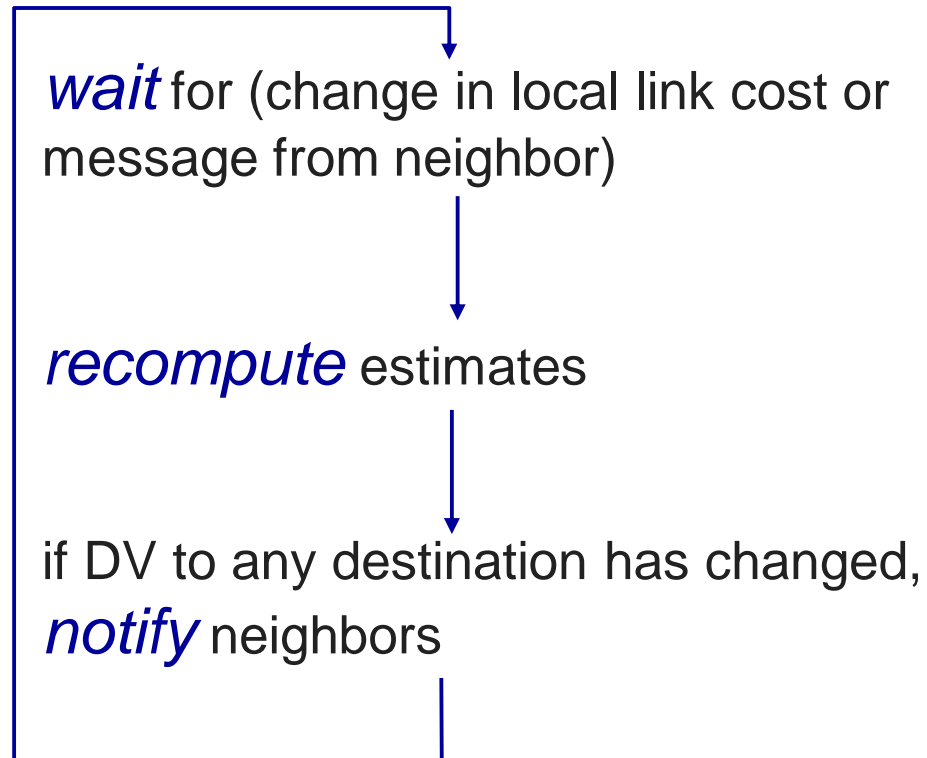 wait for (change in local link cost or
message from neighbor)
recompute estimates
if DV to any destination has changed,
notify neighbors